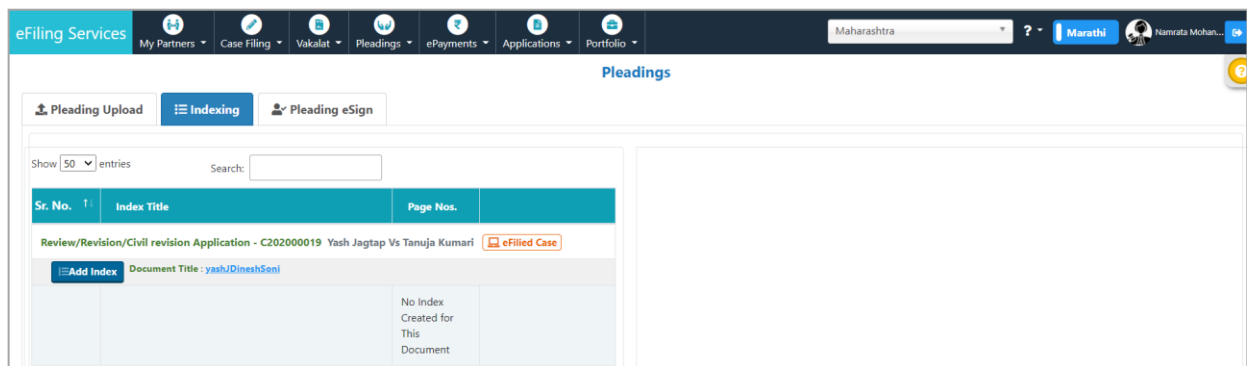 eFiling Services
My Partners
Case Filing
Vakalat
Pleadings
ePayments
Applications
Portfolio
Maharashtra
?
Marathi
Namrata Mohan...
Pleadings
?
Pleading Upload
Indexing
Pleading eSign
Show 50 entries
Search:
Sr. No.
Index Title
Page Nos.
Review/Revision/Civil revision Application - C202000019 Yash Jagtap Vs Tanuja Kumari eFilied Case
Add Index
Document Title : yashJDineshSoni
No Index
Created for
This
Document